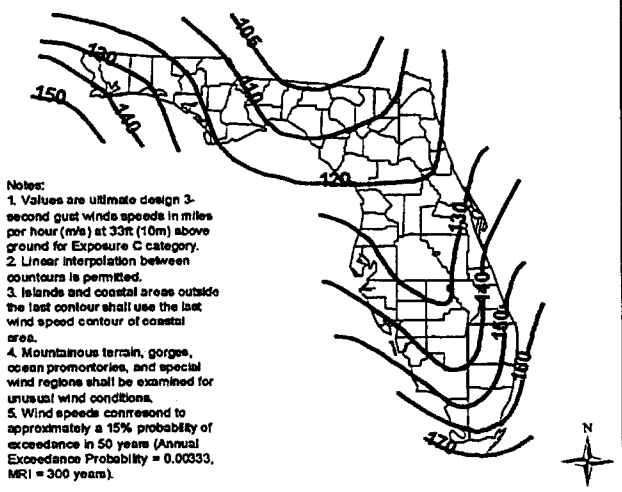 105
130
110
150
140
120
130
140
150
160
170
Notes:
1. Values are ultimate design 3-
second gust winds speeds in miles
per hour (m/s) at 33ft (10m) above
ground for Exposure C category.
2. Linear interpolation between
countours is permitted.
3. Islands and coastal areas outside
the last contour shall use the last
wind speed contour of coastal
area.
4. Mountainous terrain, gorges,
ocean promontories, and special
wind regions shall be examined for
unusual wind conditions.
5. Wind speeds conrresond to
approximately a 15% probability of
exceedance in 50 years (Annual
Exceedance Probability = 0.00333,
MRI = 300 years).
N